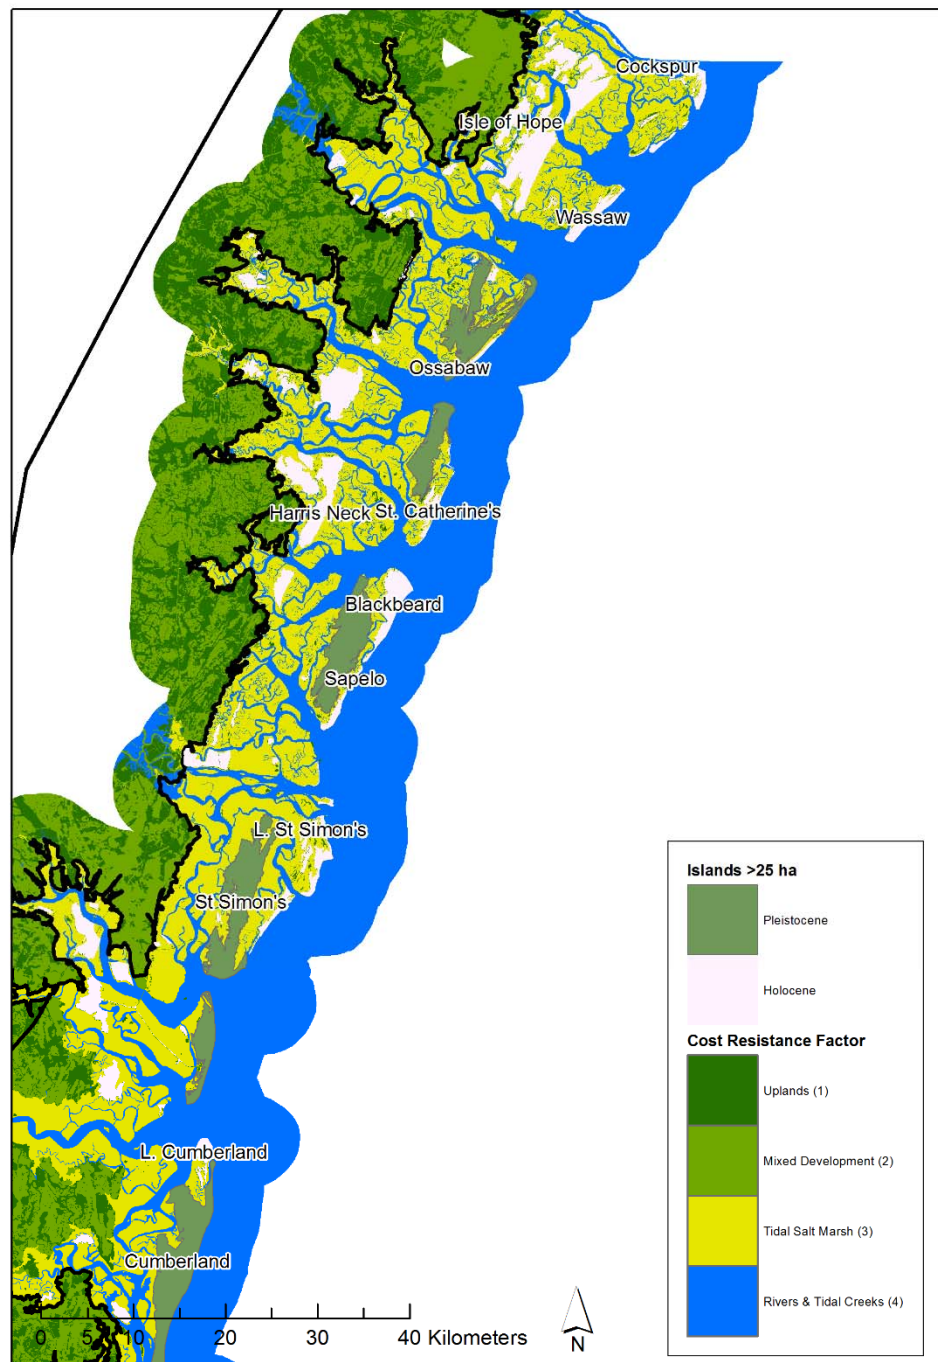 Cockspur
Isle of Hope
Wassaw
Ossabaw
Harris Neck
St. Catherine's
Blackbeard
Sapelo
L. St Simon's
St Simon's
L. Cumberland
Cumberland
0 5 10 20 30 40 Kilometers
N
Islands >25 ha
Pleistocene
Holocene
Cost Resistance Factor
Uplands (1)
Mixed Development (2)
Tidal Salt Marsh (3)
Rivers & Tidal Creeks (4)